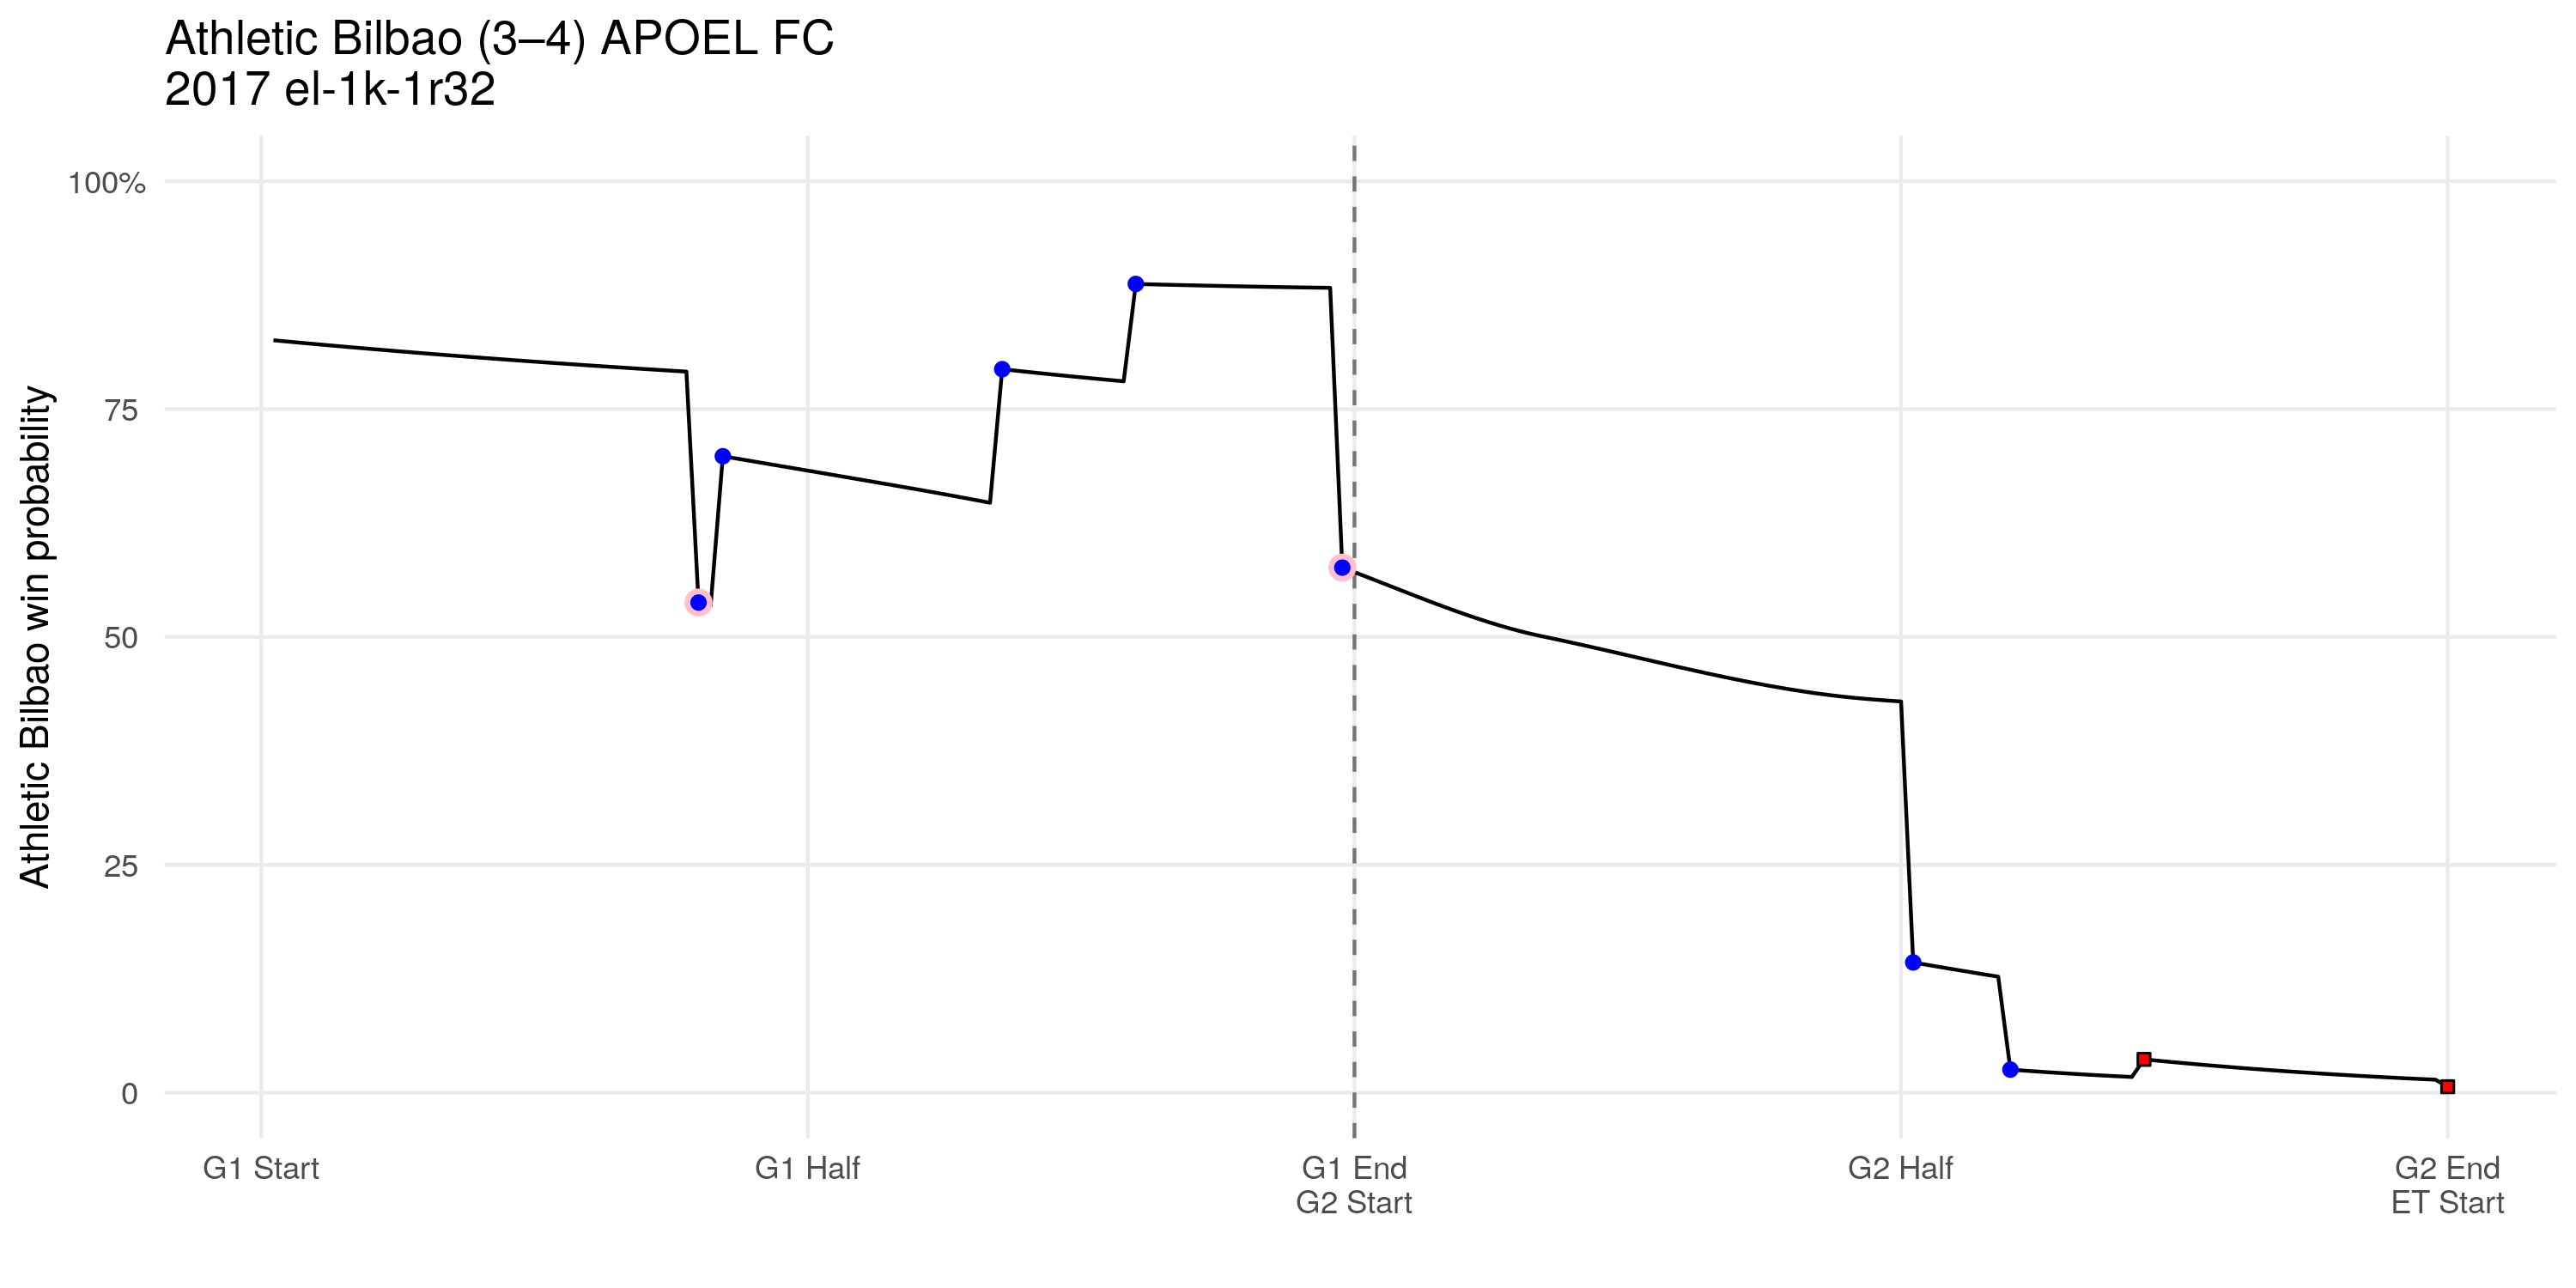 Athletic Bilbao (3–4) APOEL FC
2017 el-1k-1r32
Athletic Bilbao win probability
100%
75
50
25
0
G1 Start
G1 Half
G1 End
G2 Start
G2 Half
G2 End
ET Start